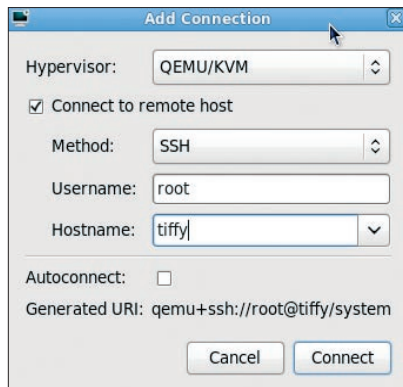 Add Connection
Hypervisor: QEMU/KVM
Connect to remote host
Method: SSH
Username: root
Hostname: tiffy
Autoconnect:
Generated URI: qemu+ssh://root@tiffy/system
Cancel Connect